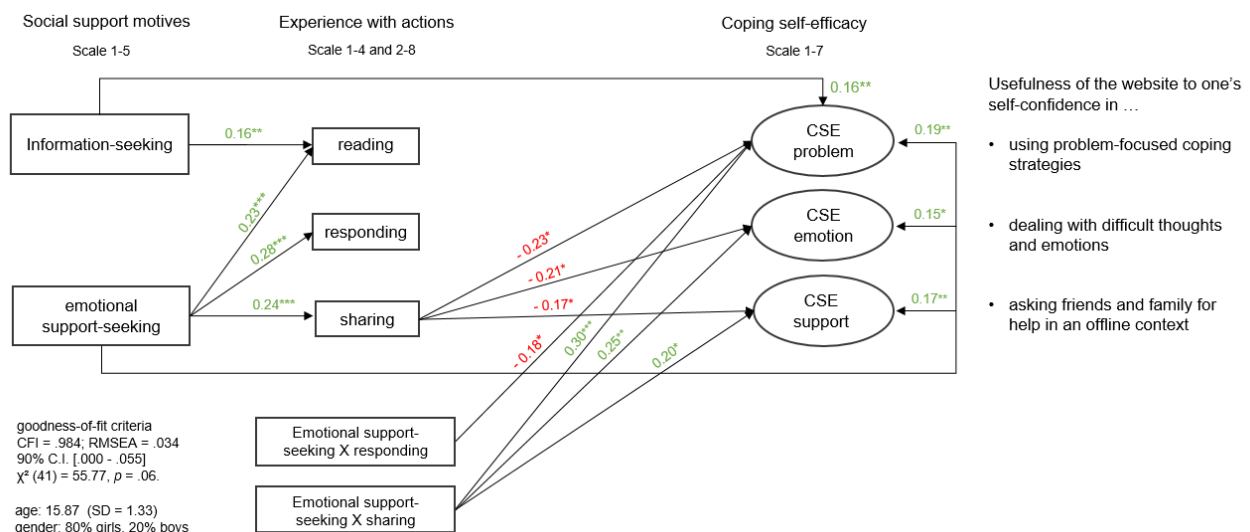 Social support motives
Scale 1-5
Experience with actions
Scale 1-4 and 2-8
Coping self-efficacy
Scale 1-7
Information-seeking
emotional
support-seeking
reading
responding
sharing
Emotional support-
seeking X responding
Emotional support-
seeking X sharing
CSE
problem
CSE
emotion
CSE
support
0.16**
0.16**
0.23***
0.28***
0.24***
- 0.23*
- 0.21*
- 0.17*
- 0.18*
0.30***
0.25**
0.20*
0.19**
0.15*
0.17**
Usefulness of the website to one's
self-confidence in …
• using problem-focused coping
strategies
• dealing with difficult thoughts
and emotions
• asking friends and family for
help in an offline context
goodness-of-fit criteria
CFI = .984; RMSEA = .034
90% C.I. [.000 - .055]
χ² (41) = 55.77, p = .06.
age: 15.87 (SD = 1.33)
gender: 80% girls, 20% boys